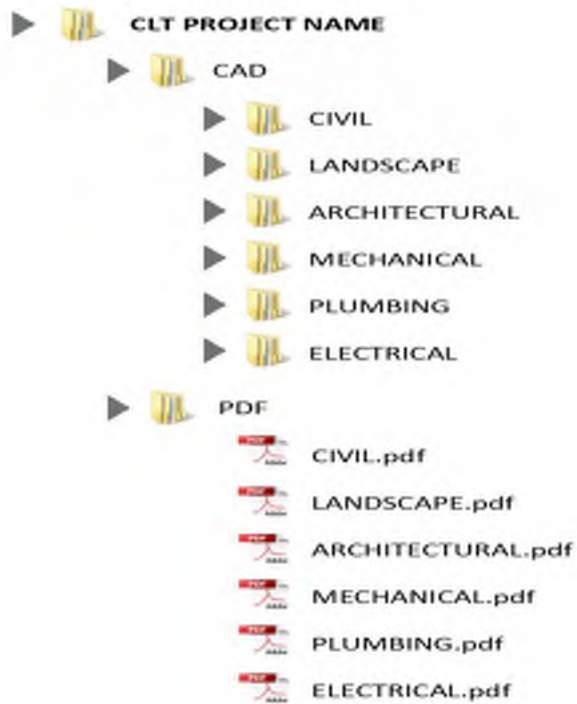 CLT PROJECT NAME
CAD
CIVIL
LANDSCAPE
ARCHITECTURAL
MECHANICAL
PLUMBING
ELECTRICAL
PDF
CIVIL.pdf
LANDSCAPE.pdf
ARCHITECTURAL.pdf
MECHANICAL.pdf
PLUMBING.pdf
ELECTRICAL.pdf